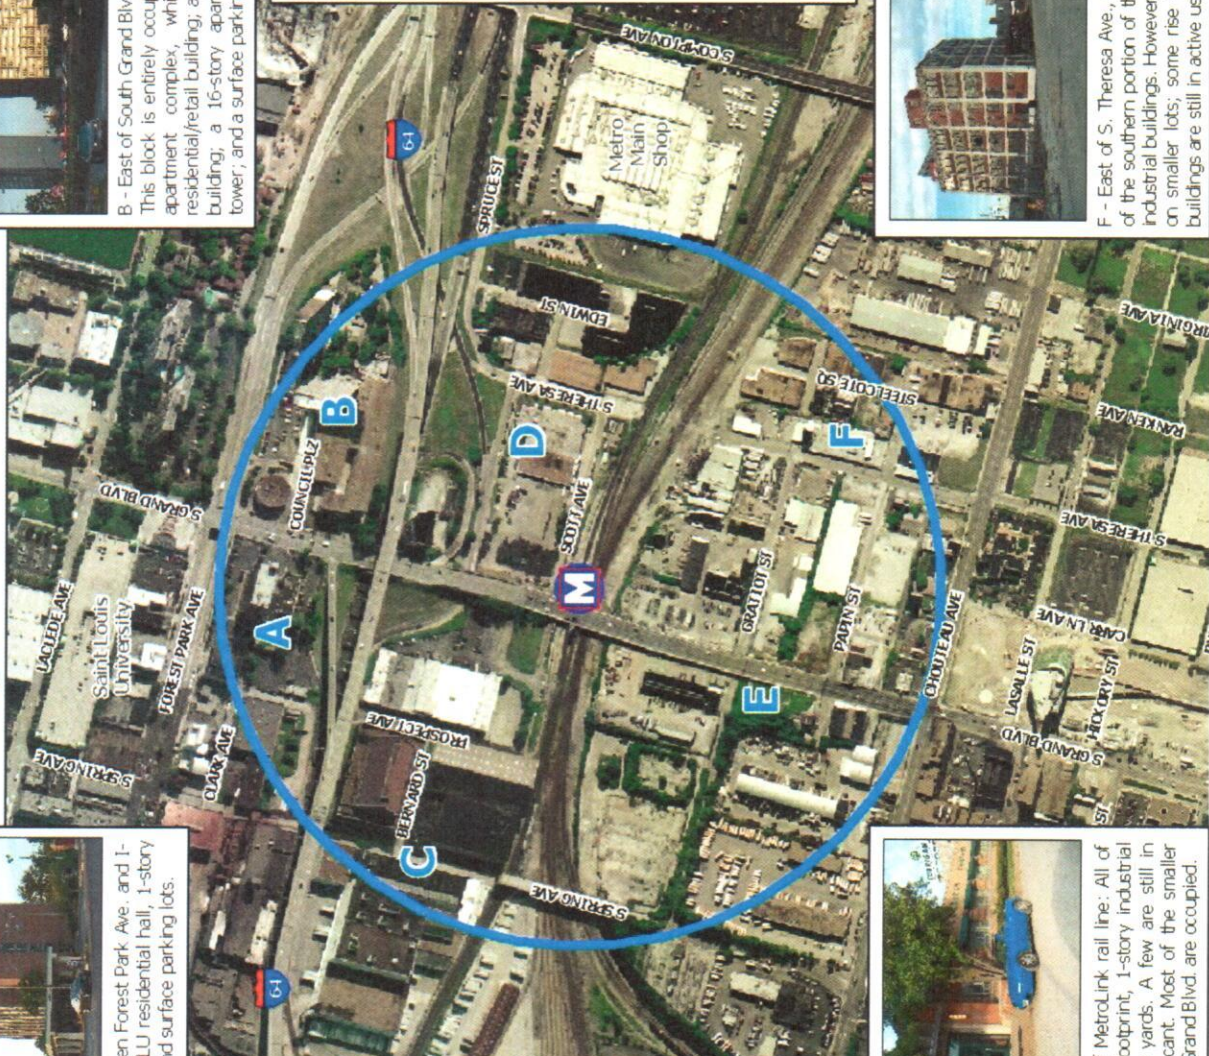 B - East of South Grand Blv
This block is entirely occup
apartment complex, whi
residential/retail building; a
building; a 16-story apar
tower; and a surface parkin
S COMPTON AVE
64
Metro
Main
Shop
SPRUCE ST
EDWIN ST
B
S THERESA AVE
D
COUNCIL PLZ
S GRAND BLVD
SCOTT AVE
M
LACLEDE AVE
Saint Louis
University
FOREST PARK AVE
A
S SPRING AVE
CLARK AVE
PROSPECT AVE
BERNARD ST
C
S SPRING AVE
64
GRATIOT ST
PAPIN ST
E
F
STEELCOTE SQ
CHOUTEAU AVE
VIRGINIA AVE
RANKEN AVE
S THERESA AVE
CARR LN AVE
LASALLE ST
HICKORY ST
S GRAND BLVD
ST
F - East of S. Theresa Ave.,
of the southern portion of th
industrial buildings. However
on smaller lots; some rise
buildings are still in active us
en Forest Park Ave. and I-
LU residential hall, 1-story
nd surface parking lots.
CORRIGAN
MetroLink rail line: All of
ootprint, 1-story industrial
yards. A few are still in
cant. Most of the smaller
rand Blvd. are occupied.